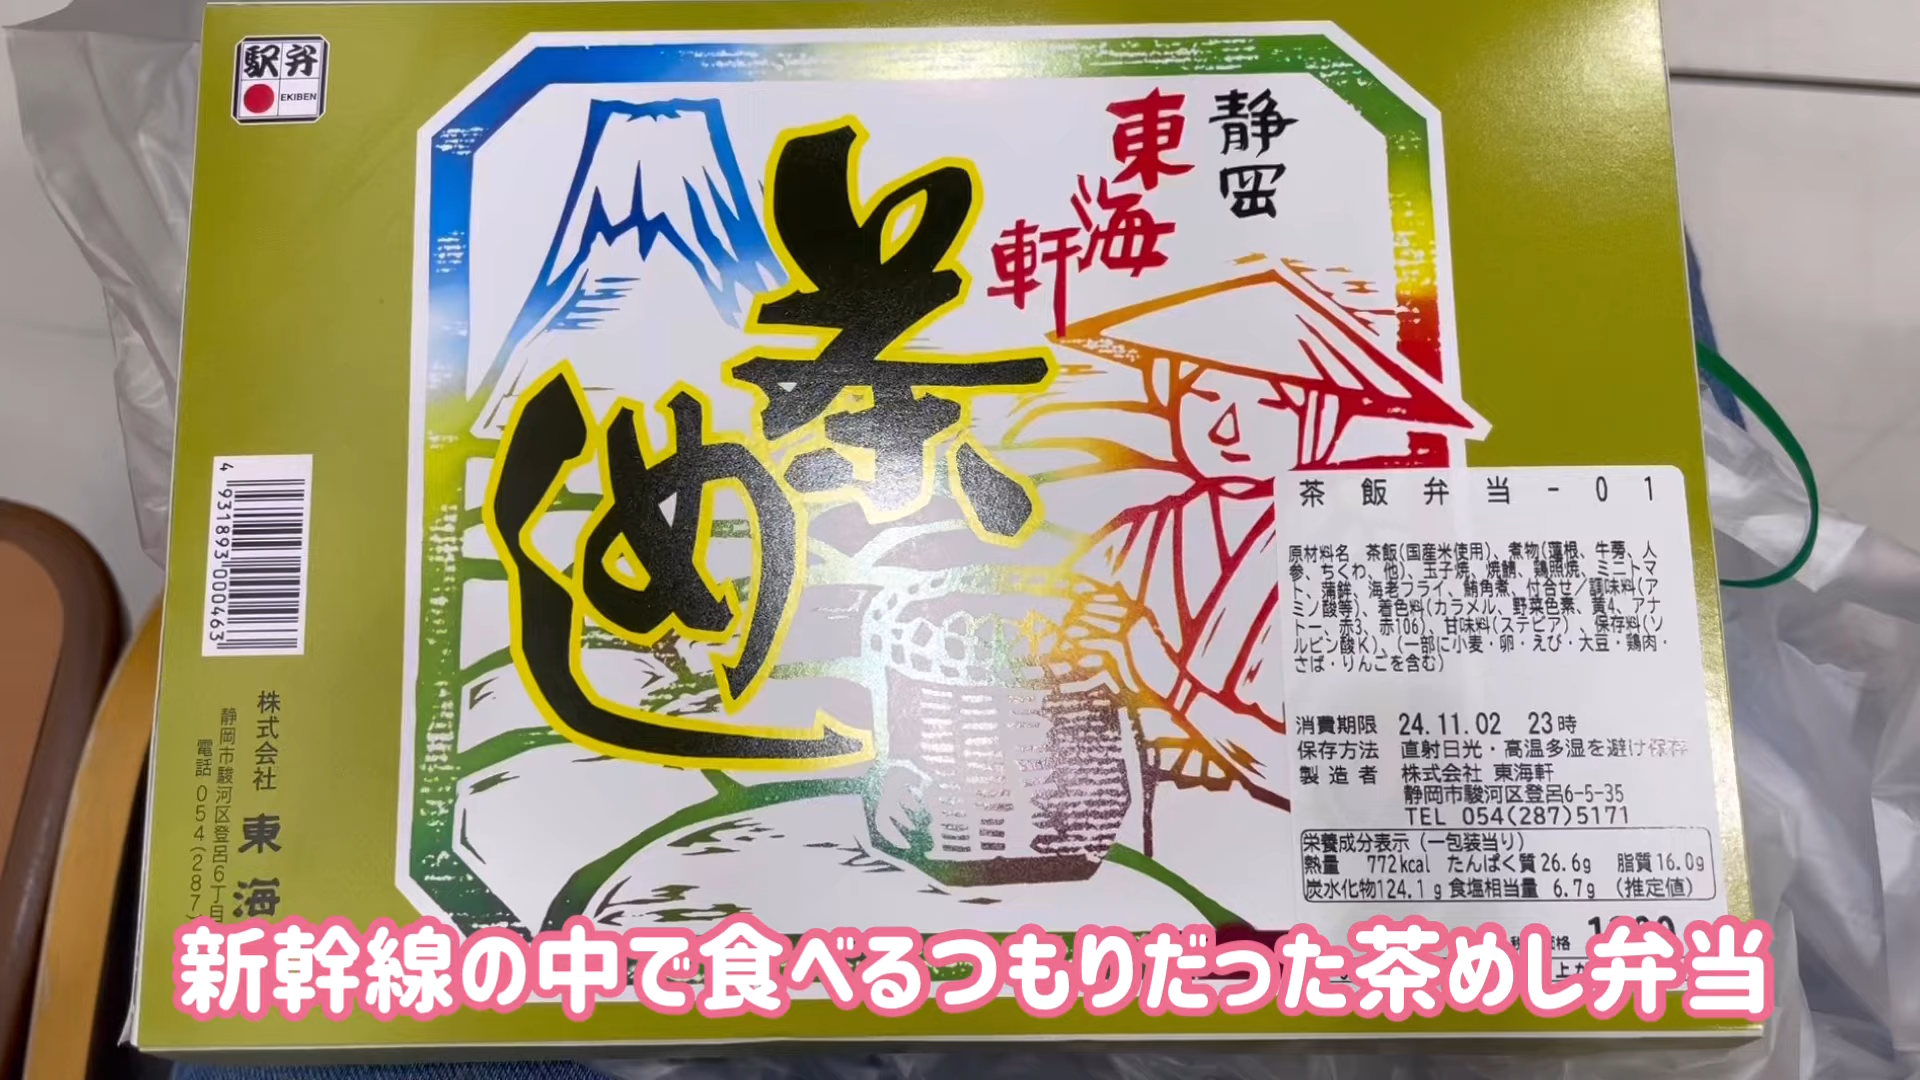 駅弁
EKIBEN
静岡
東海軒
茶めし
4 931893 000463
株式会社 東海
静岡市駿河区登呂6丁目
電話 054(287)
茶飯弁当-01
原材料名 茶飯(国産米使用)、煮物(蓮根、牛蒡、人
参、ちくわ、他)、玉子焼、焼鯖、鶏照焼、ミニトマ
ト、蒲鉾、海老フライ、鮪角煮、付合せ/調味料(ア
ミノ酸等)、着色料(カラメル、野菜色素、黄4、アナ
トー、赤3、赤106)、甘味料(ステビア)、保存料(ソ
ルビン酸K)、(一部に小麦・卵・えび・大豆・鶏肉・
さば・りんごを含む)
消費期限 24.11.02 23時
保存方法 直射日光・高温多湿を避け保存
製造者 株式会社 東海軒
静岡市駿河区登呂6-5-35
TEL 054(287)5171
栄養成分表示(一包装当り)
熱量 772kcal たんぱく質26.6g 脂質16.0g
炭水化物124.1g 食塩相当量 6.7g (推定値)
新幹線の中で食べるつもりだった茶めし弁当